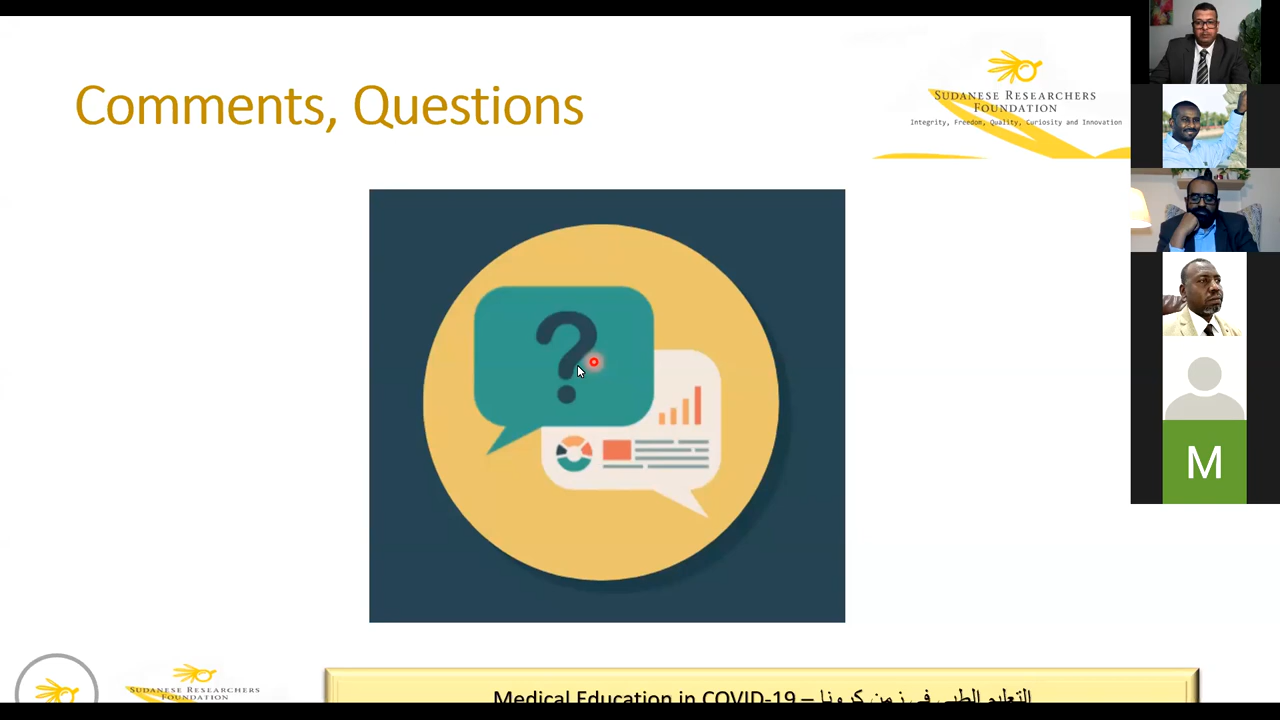 Comments, Questions
SUDANESE RESEARCHERS
FOUNDATION
Integrity, Freedom, Quality, Curiosity and Innovation
?
M
SUDANESE RESEARCHERS
FOUNDATION
Medical Education in COVID-19 – التعليم الطبي في زمن كرونا